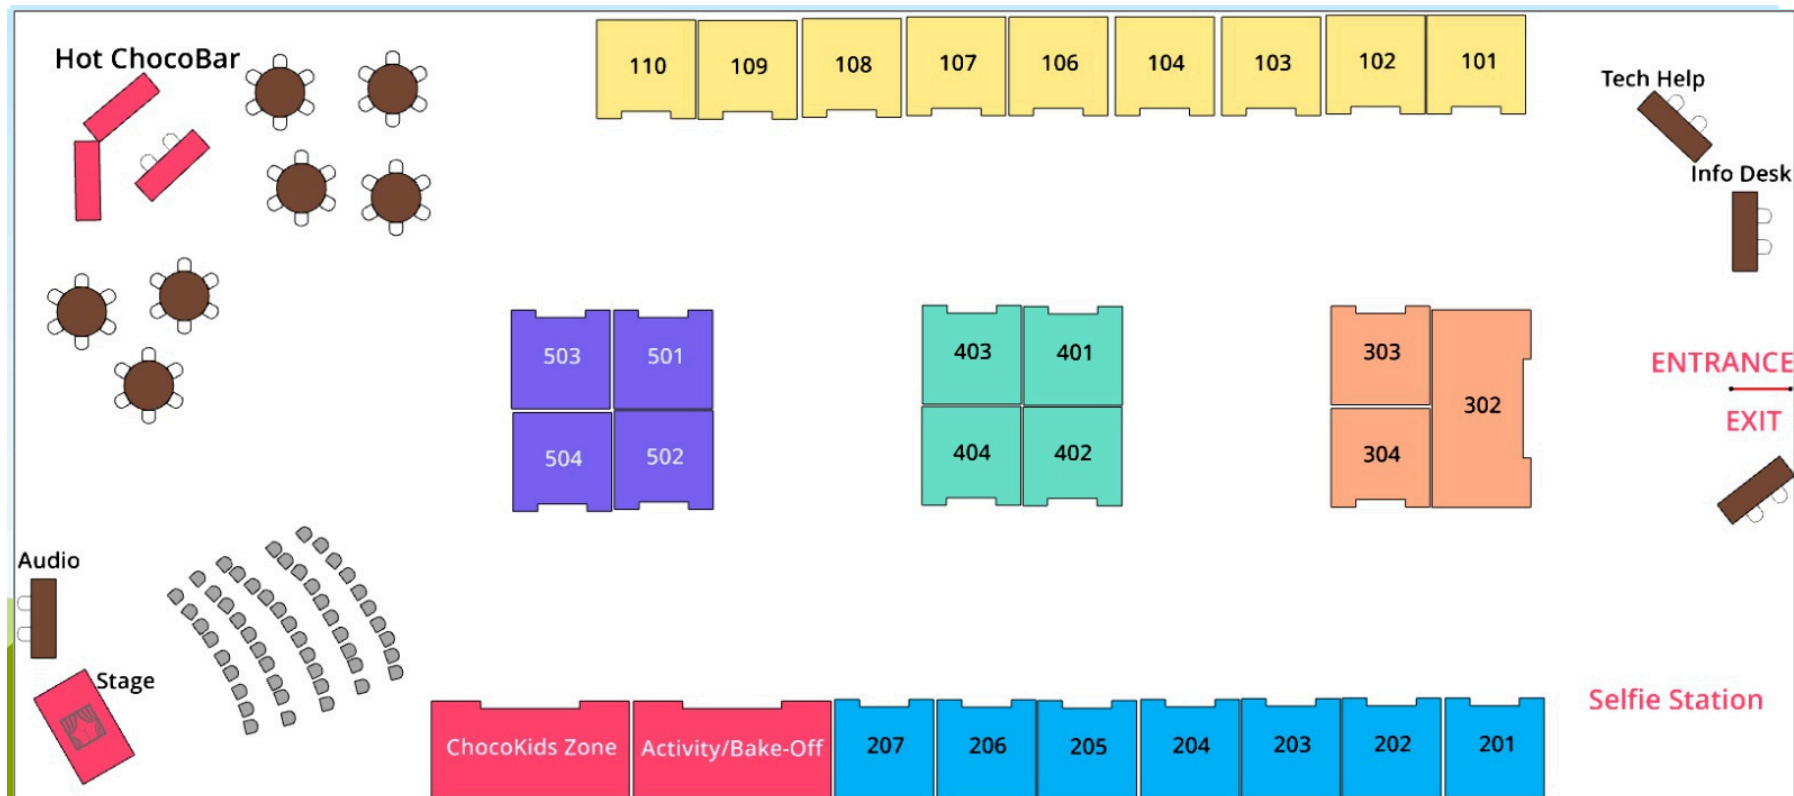 Hot ChocoBar
110
109
108
107
106
104
103
102
101
Tech Help
Info Desk
503
501
403
401
303
302
ENTRANCE
EXIT
504
502
404
402
304
Audio
Stage
ChocoKids Zone
Activity/Bake-Off
207
206
205
204
203
202
201
Selfie Station